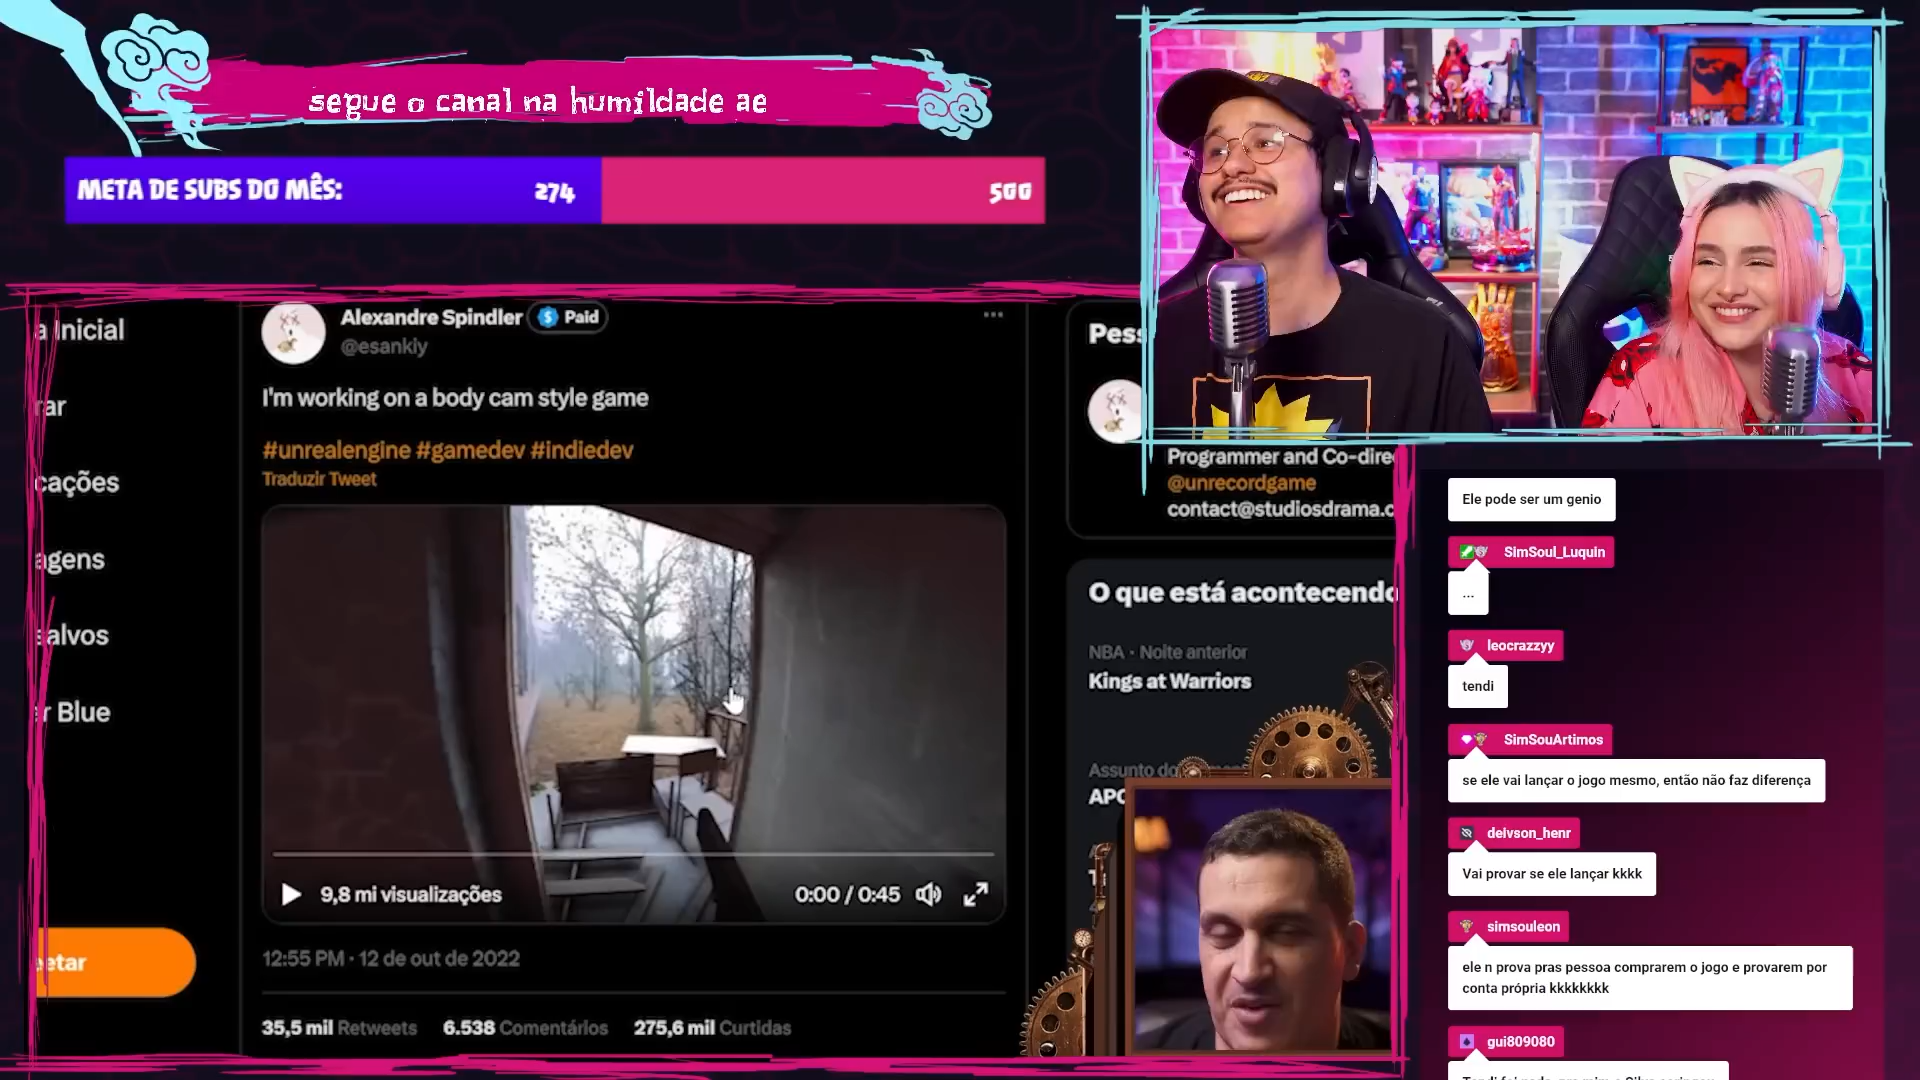 segue o canal na humildade ae
META DE SUBS DO MÊS:
274
500
a Inicial
rar
cações
agens
salvos
r Blue
etar
Alexandre Spindler
Paid
@esankiy
I'm working on a body cam style game
#unrealengine #gamedev #indiedev
Traduzir Tweet
9,8 mi visualizações
0:00 / 0:45
12:55 PM · 12 de out de 2022
35,5 mil Retweets
6.538 Comentários
275,6 mil Curtidas
Pess
Programmer and Co-dire
@unrecordgame
contact@studiosdrama.c
O que está acontecendo
NBA · Noite anterior
Kings at Warriors
Assunto do
Ele pode ser um genio
SimSoul_Luquin
...
leocrazzyy
tendi
SimSouArtimos
se ele vai lançar o jogo mesmo, então não faz diferença
deivson_henr
Vai provar se ele lançar kkkk
simsouleon
ele n prova pras pessoa comprarem o jogo e provarem por
conta própria kkkkkkkk
gui809080